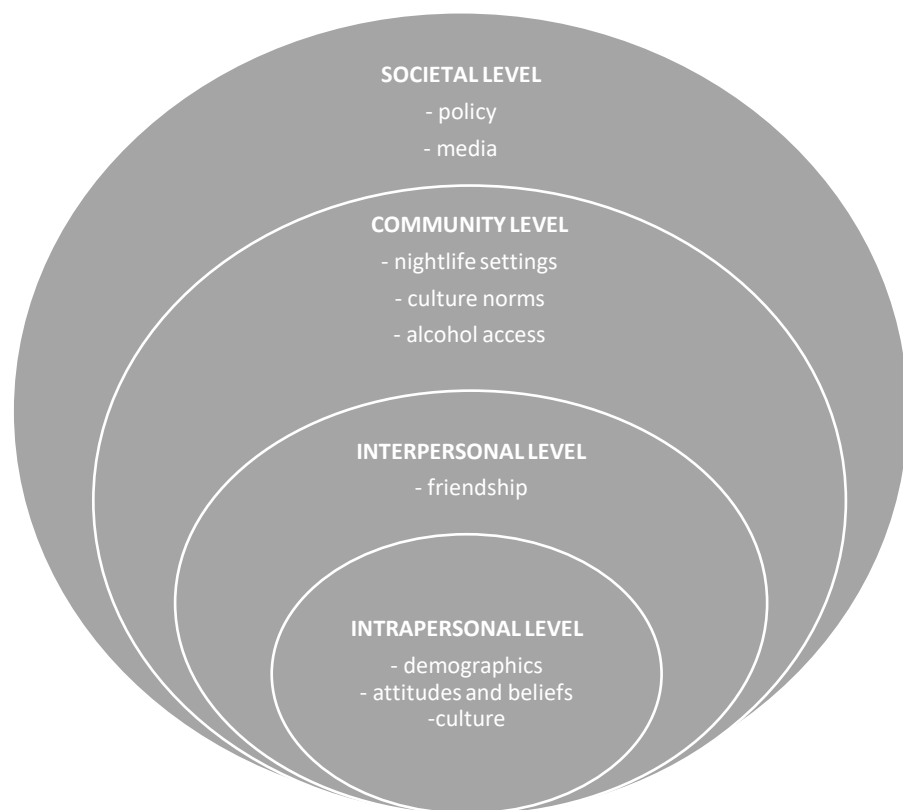 SOCIETAL LEVEL
- policy
- media
COMMUNITY LEVEL
- nightlife settings
- culture norms
- alcohol access
INTERPERSONAL LEVEL
- friendship
INTRAPERSONAL LEVEL
- demographics
- attitudes and beliefs
-culture